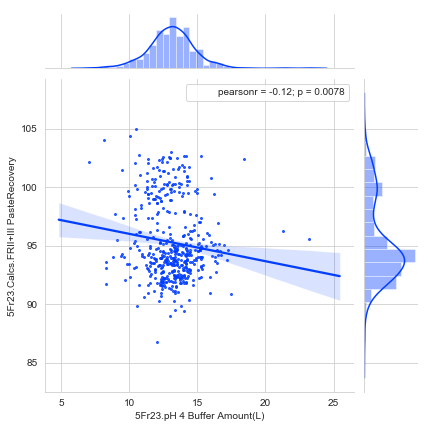 pearsonr = -0.12; p = 0.0078
105
100
95
90
85
5Fr23.Calcs.FRII+III PasteRecovery
5 10 15 20 25
5Fr23.pH 4 Buffer Amount(L)